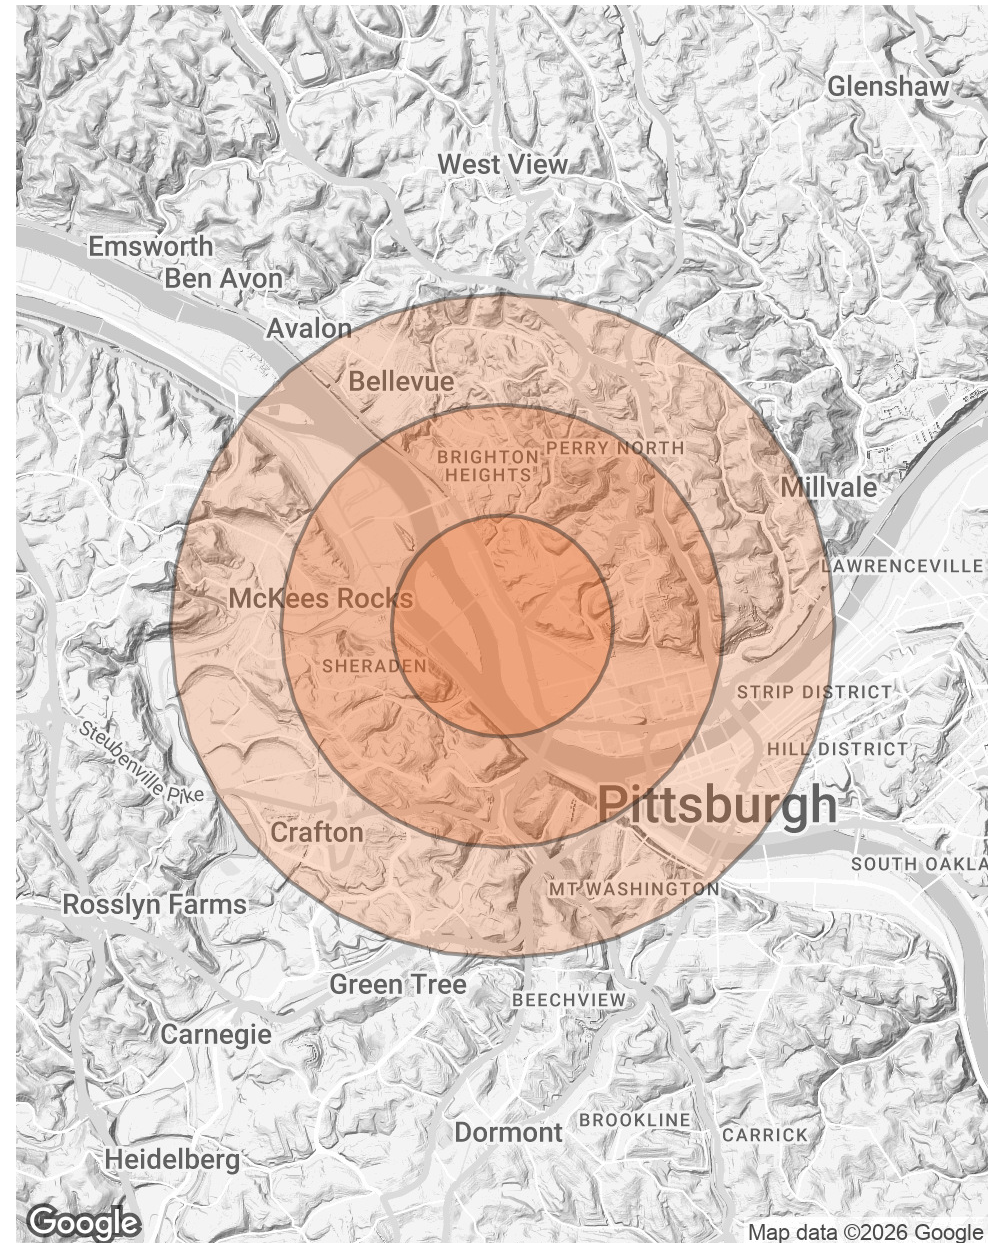 Glenshaw
West View
Emsworth
Ben Avon
Avalon
Bellevue
BRIGHTON
HEIGHTS
PERRY NORTH
Millvale
LAWRENCEVILLE
McKees Rocks
SHERADEN
STRIP DISTRICT
HILL DISTRICT
Steubenville Pike
Pittsburgh
Crafton
SOUTH OAKLA
MT WASHINGTON
Rosslyn Farms
Green Tree
BEECHVIEW
Carnegie
Dormont
BROOKLINE
CARRICK
Heidelberg
Google
Map data ©2026 Google